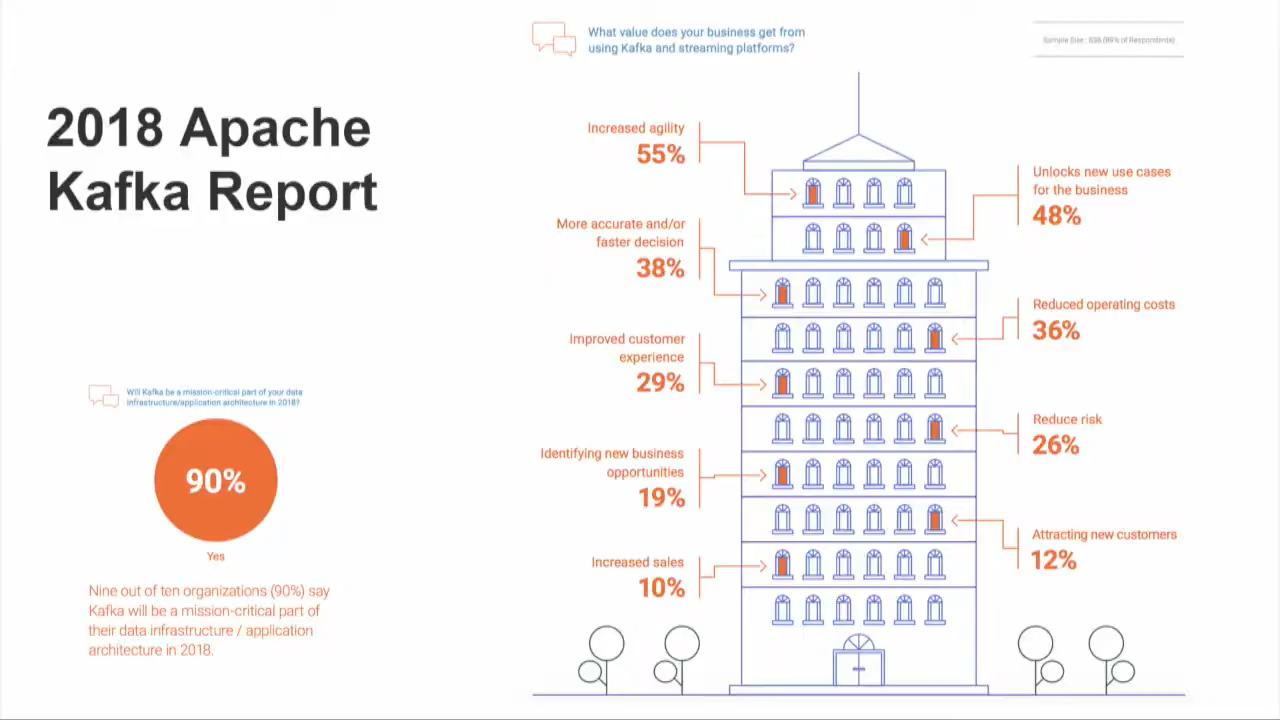 2018 Apache
Kafka Report
Will Kafka be a mission-critical part of your data
infrastructure/application architecture in 2018?
90%
Yes
Nine out of ten organizations (90%) say
Kafka will be a mission-critical part of
their data infrastructure / application
architecture in 2018.
What value does your business get from
using Kafka and streaming platforms?
Increased agility
55%
Unlocks new use cases
for the business
48%
More accurate and/or
faster decision
38%
Reduced operating costs
36%
Improved customer
experience
29%
Reduce risk
26%
Identifying new business
opportunities
19%
Attracting new customers
12%
Increased sales
10%
Sample Size : of Respondents)